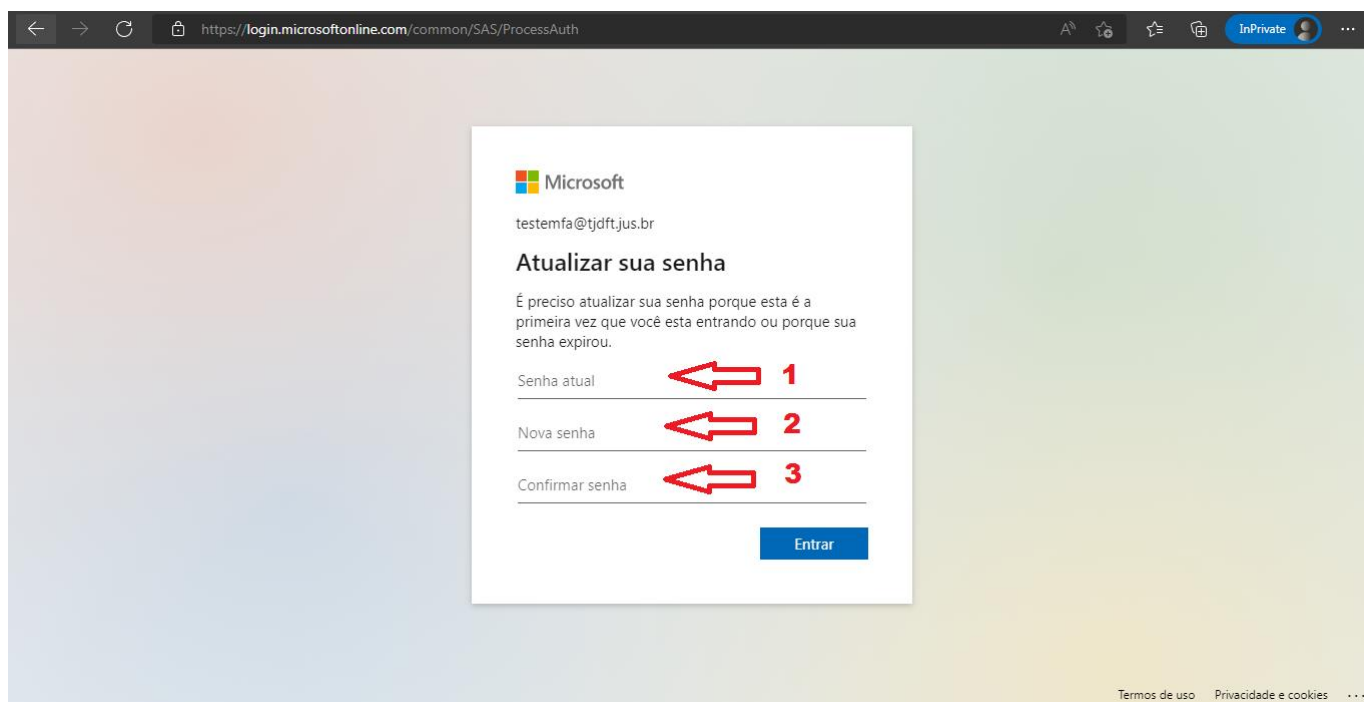 https://login.microsoftonline.com/common/SAS/ProcessAuth
InPrivate
Microsoft
testemfa@tjdft.jus.br
Atualizar sua senha
É preciso atualizar sua senha porque esta é a
primeira vez que você esta entrando ou porque sua
senha expirou.
Senha atual 1
Nova senha 2
Confirmar senha 3
Entrar
Termos de uso Privacidade e cookies ...